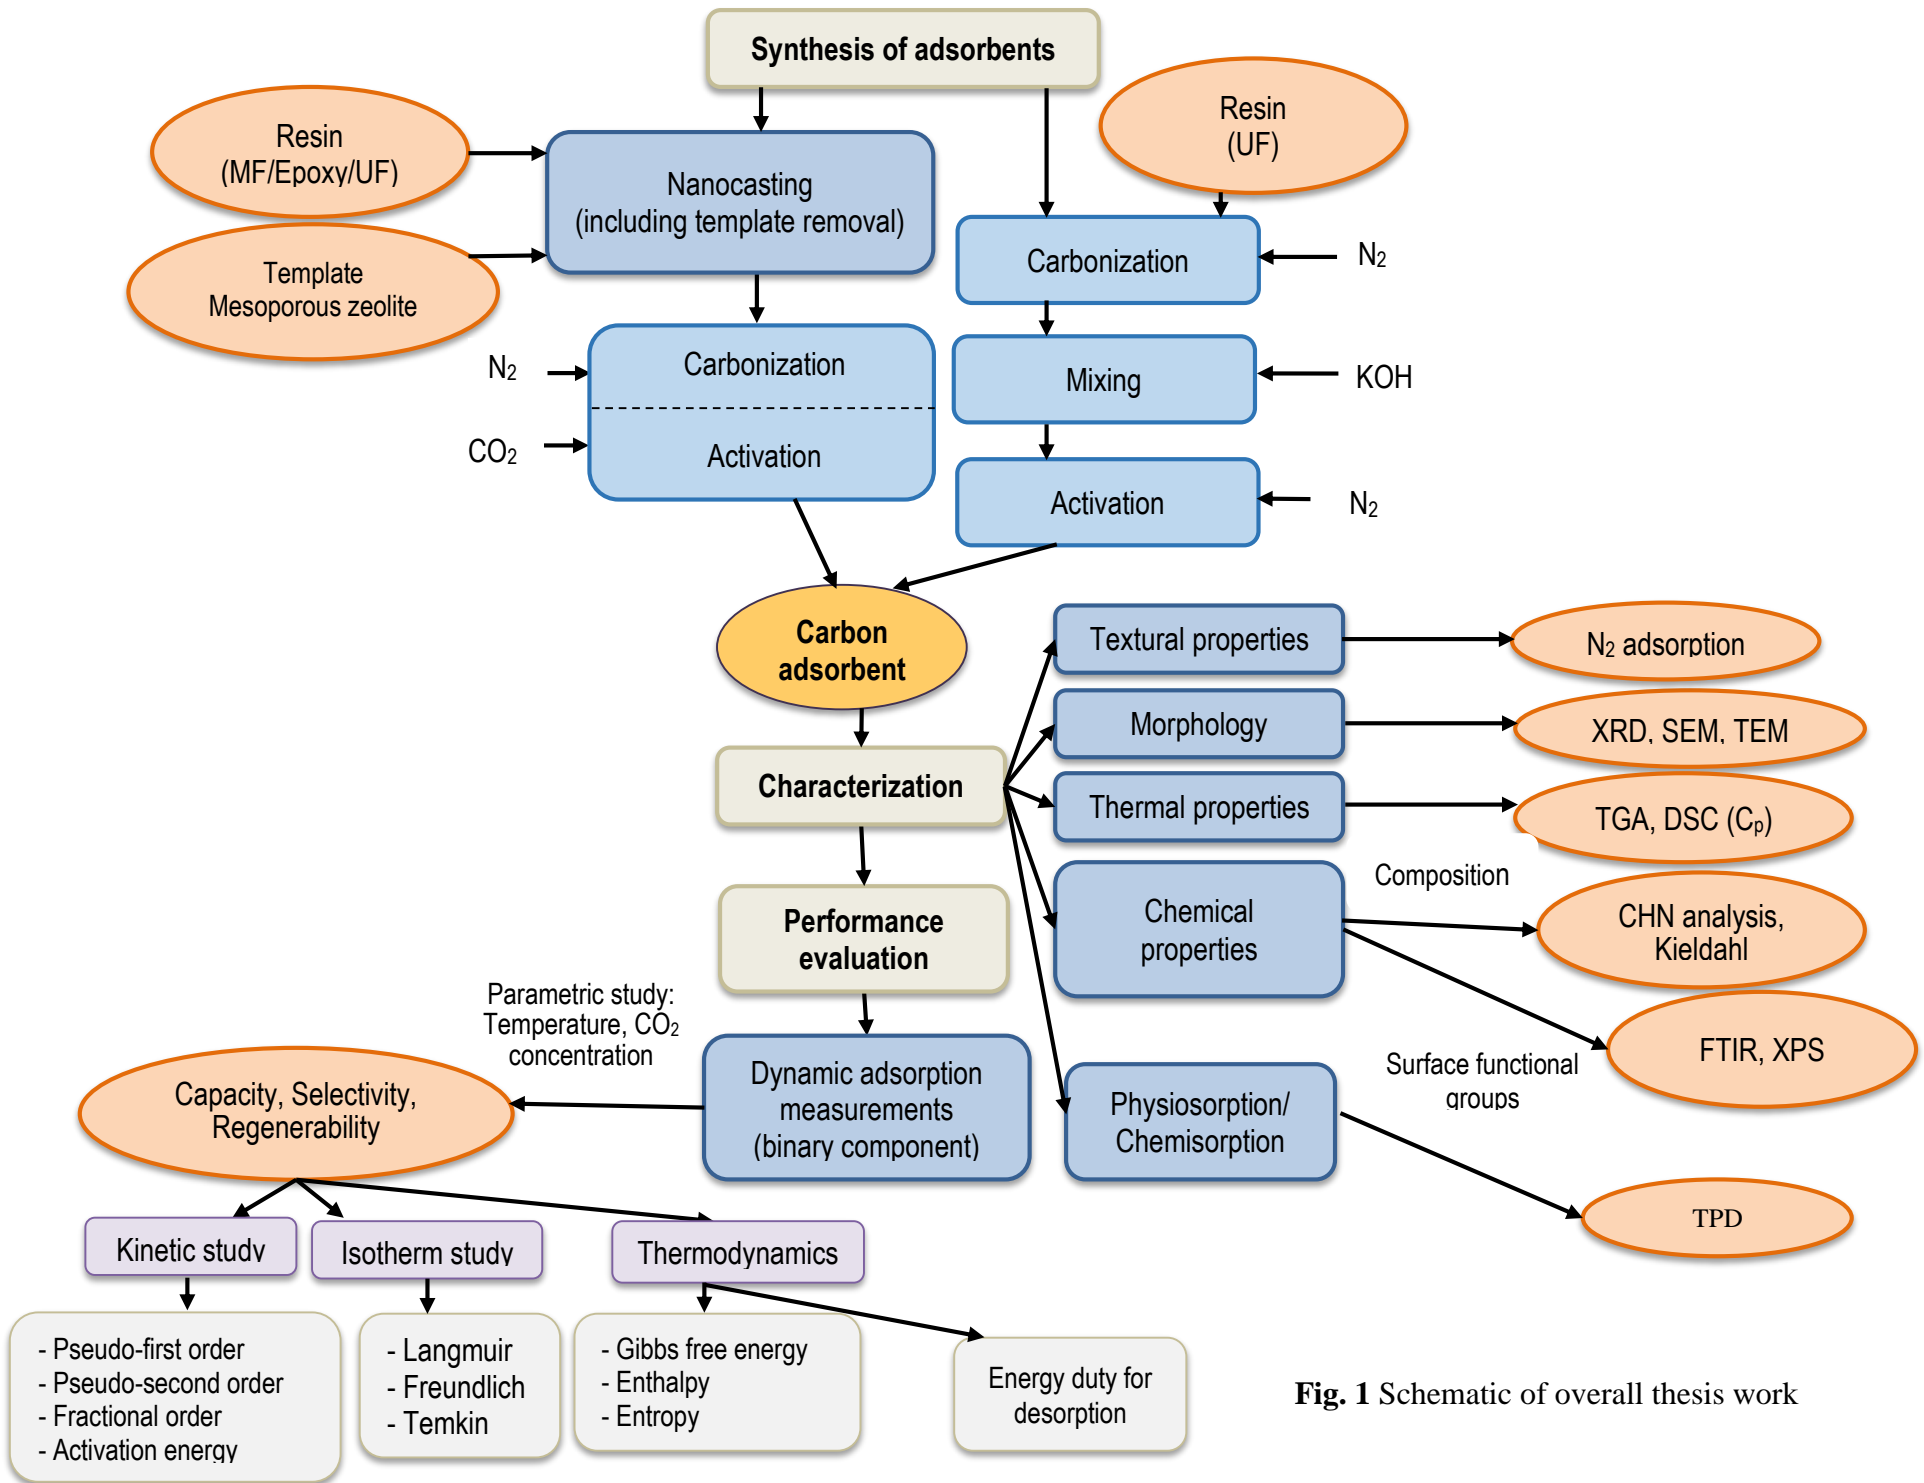 Synthesis of adsorbents
Resin
(MF/Epoxy/UF)
Resin
(UF)
Nanocasting
(including template removal)
Template
Mesoporous zeolite
Carbonization
N₂
N₂
Carbonization
CO₂
Activation
Mixing
KOH
Activation
N₂
Carbon
adsorbent
Textural properties
N₂ adsorption
Morphology
XRD, SEM, TEM
Characterization
Thermal properties
TGA, DSC (Cₚ)
Chemical
properties
Composition
CHN analysis,
Kieldahl
Surface functional
groups
FTIR, XPS
Physiosorption/
Chemisorption
TPD
Performance
evaluation
Parametric study:
Temperature, CO₂
concentration
Dynamic adsorption
measurements
(binary component)
Capacity, Selectivity,
Regenerability
Kinetic study
Isotherm study
Thermodynamics
- Pseudo-first order
- Pseudo-second order
- Fractional order
- Activation energy
- Langmuir
- Freundlich
- Temkin
- Gibbs free energy
- Enthalpy
- Entropy
Energy duty for
desorption
Fig. 1 Schematic of overall thesis work